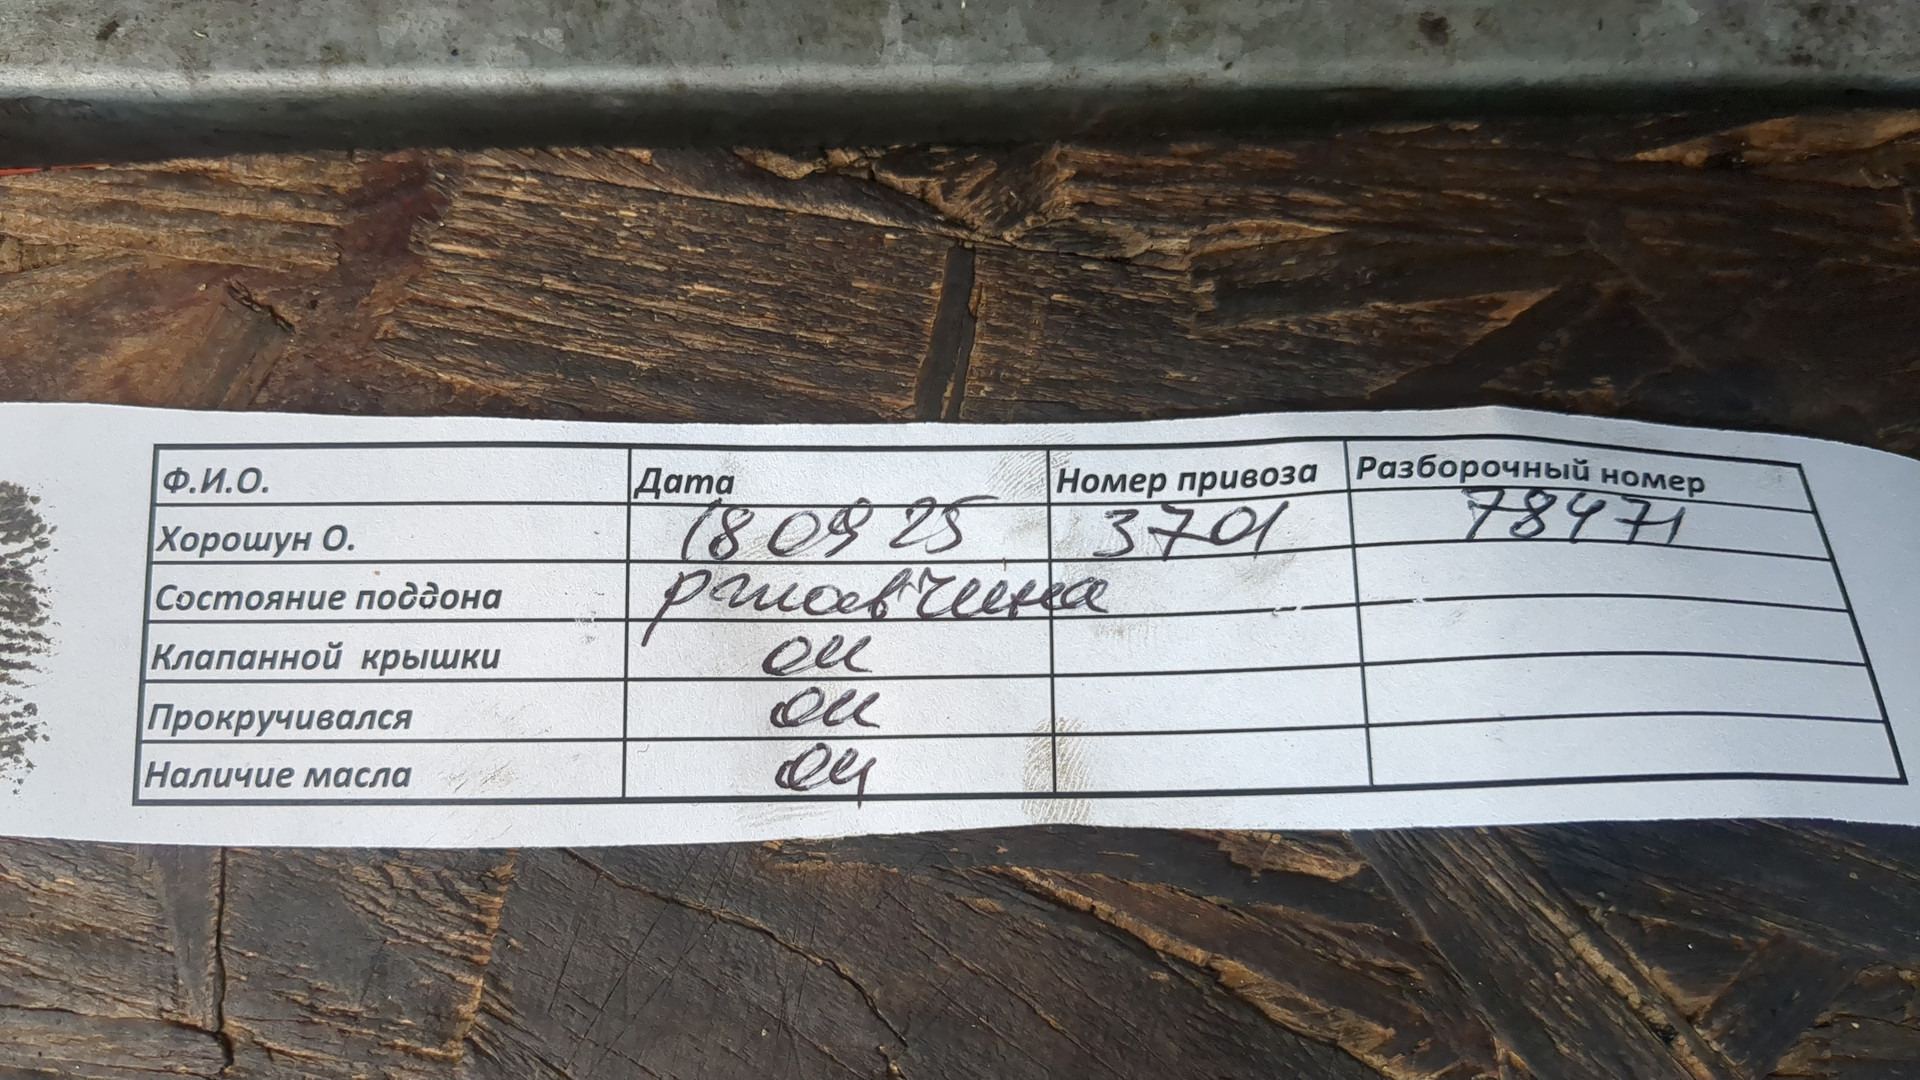 Ф.И.О. Дата Номер привоза Разборочный номер
Хорошун О. 18 09 25 3701 78471
Состояние поддона ржавчина
Клапанной крышки ок
Прокручивался ок
Наличие масла ок